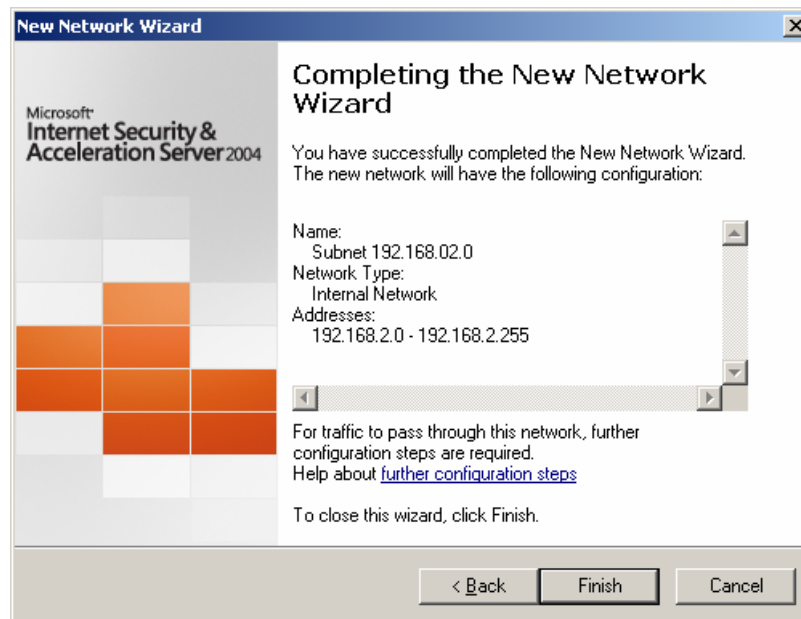 New Network Wizard
Microsoft
Internet Security &
Acceleration Server 2004
Completing the New Network
Wizard
You have successfully completed the New Network Wizard.
The new network will have the following configuration:
Name:
Subnet 192.168.02.0
Network Type:
Internal Network
Addresses:
192.168.2.0 - 192.168.2.255
For traffic to pass through this network, further
configuration steps are required.
Help about further configuration steps
To close this wizard, click Finish.
< Back
Finish
Cancel